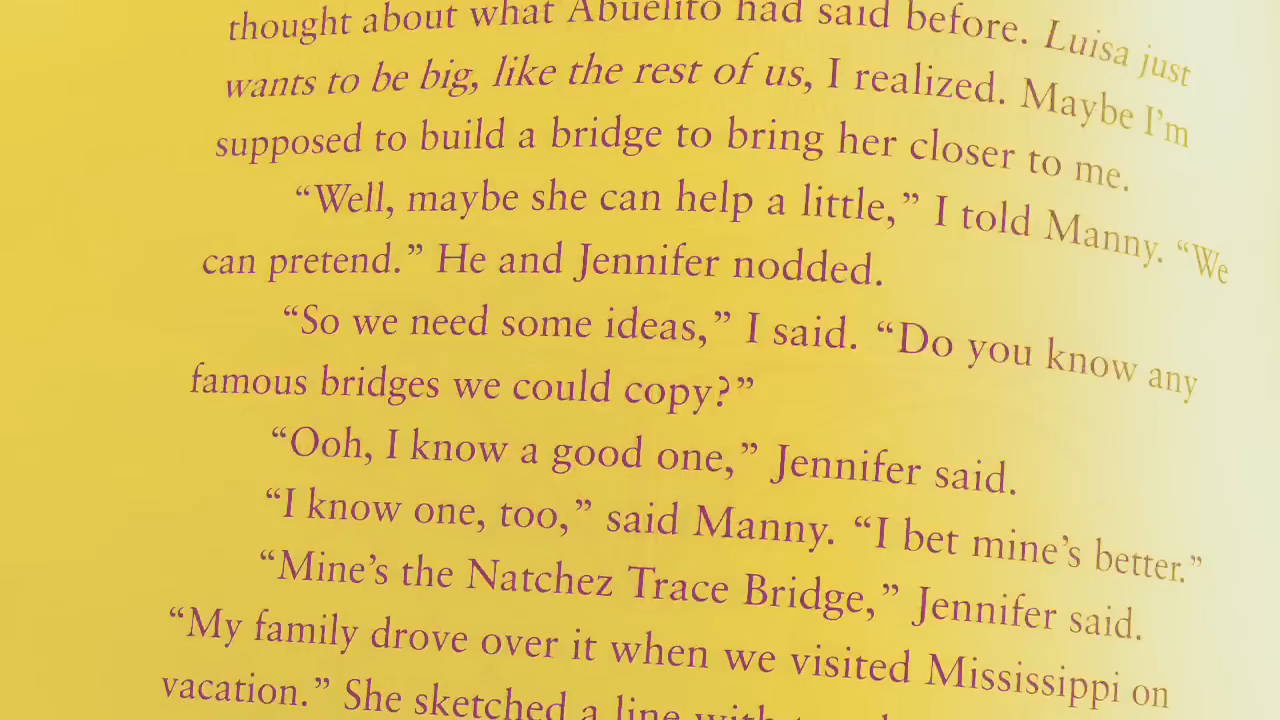 thought about what Abuelito had said before. Luisa just
wants to be big, like the rest of us, I realized. Maybe I'm
supposed to build a bridge to bring her closer to me.
“Well, maybe she can help a little,” I told Manny. “We
can pretend.” He and Jennifer nodded.
“So we need some ideas,” I said. “Do you know any
famous bridges we could copy?”
“Ooh, I know a good one,” Jennifer said.
“I know one, too,” said Manny. “I bet mine's better.”
“Mine's the Natchez Trace Bridge,” Jennifer said.
“My family drove over it when we visited Mississippi on
vacation.” She sketched a line with